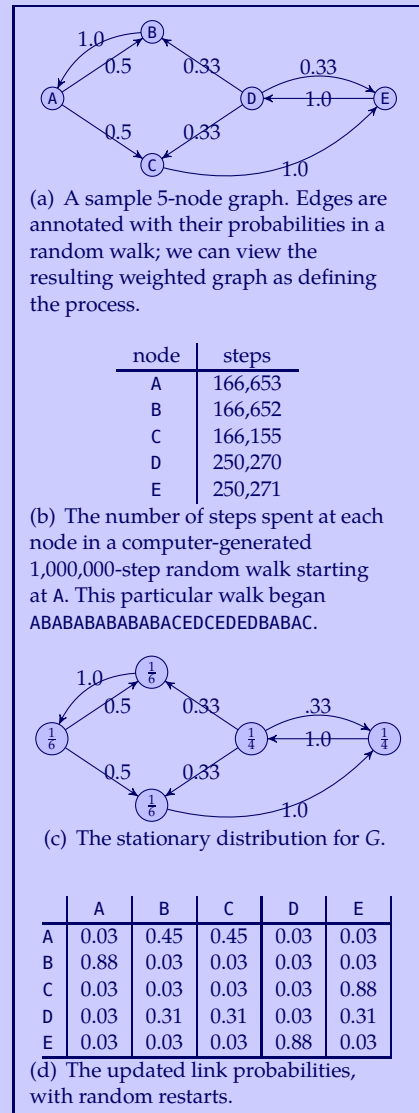 B
1.0
0.5
0.33
0.33
A
D
E
1.0
0.5
0.33
C
1.0
(a) A sample 5-node graph. Edges are
annotated with their probabilities in a
random walk; we can view the
resulting weighted graph as defining
the process.
node steps
A 166,653
B 166,652
C 166,155
D 250,270
E 250,271
(b) The number of steps spent at each
node in a computer-generated
1,000,000-step random walk starting
at A. This particular walk began
ABABABABABABACEDCEDEDBABAC.
1/6
1.0
0.5
0.33
.33
1/6
1/4
1/4
1.0
0.5
0.33
1/6
1.0
(c) The stationary distribution for G.
A B C D E
A 0.03 0.45 0.45 0.03 0.03
B 0.88 0.03 0.03 0.03 0.03
C 0.03 0.03 0.03 0.03 0.88
D 0.03 0.31 0.31 0.03 0.31
E 0.03 0.03 0.03 0.88 0.03
(d) The updated link probabilities,
with random restarts.